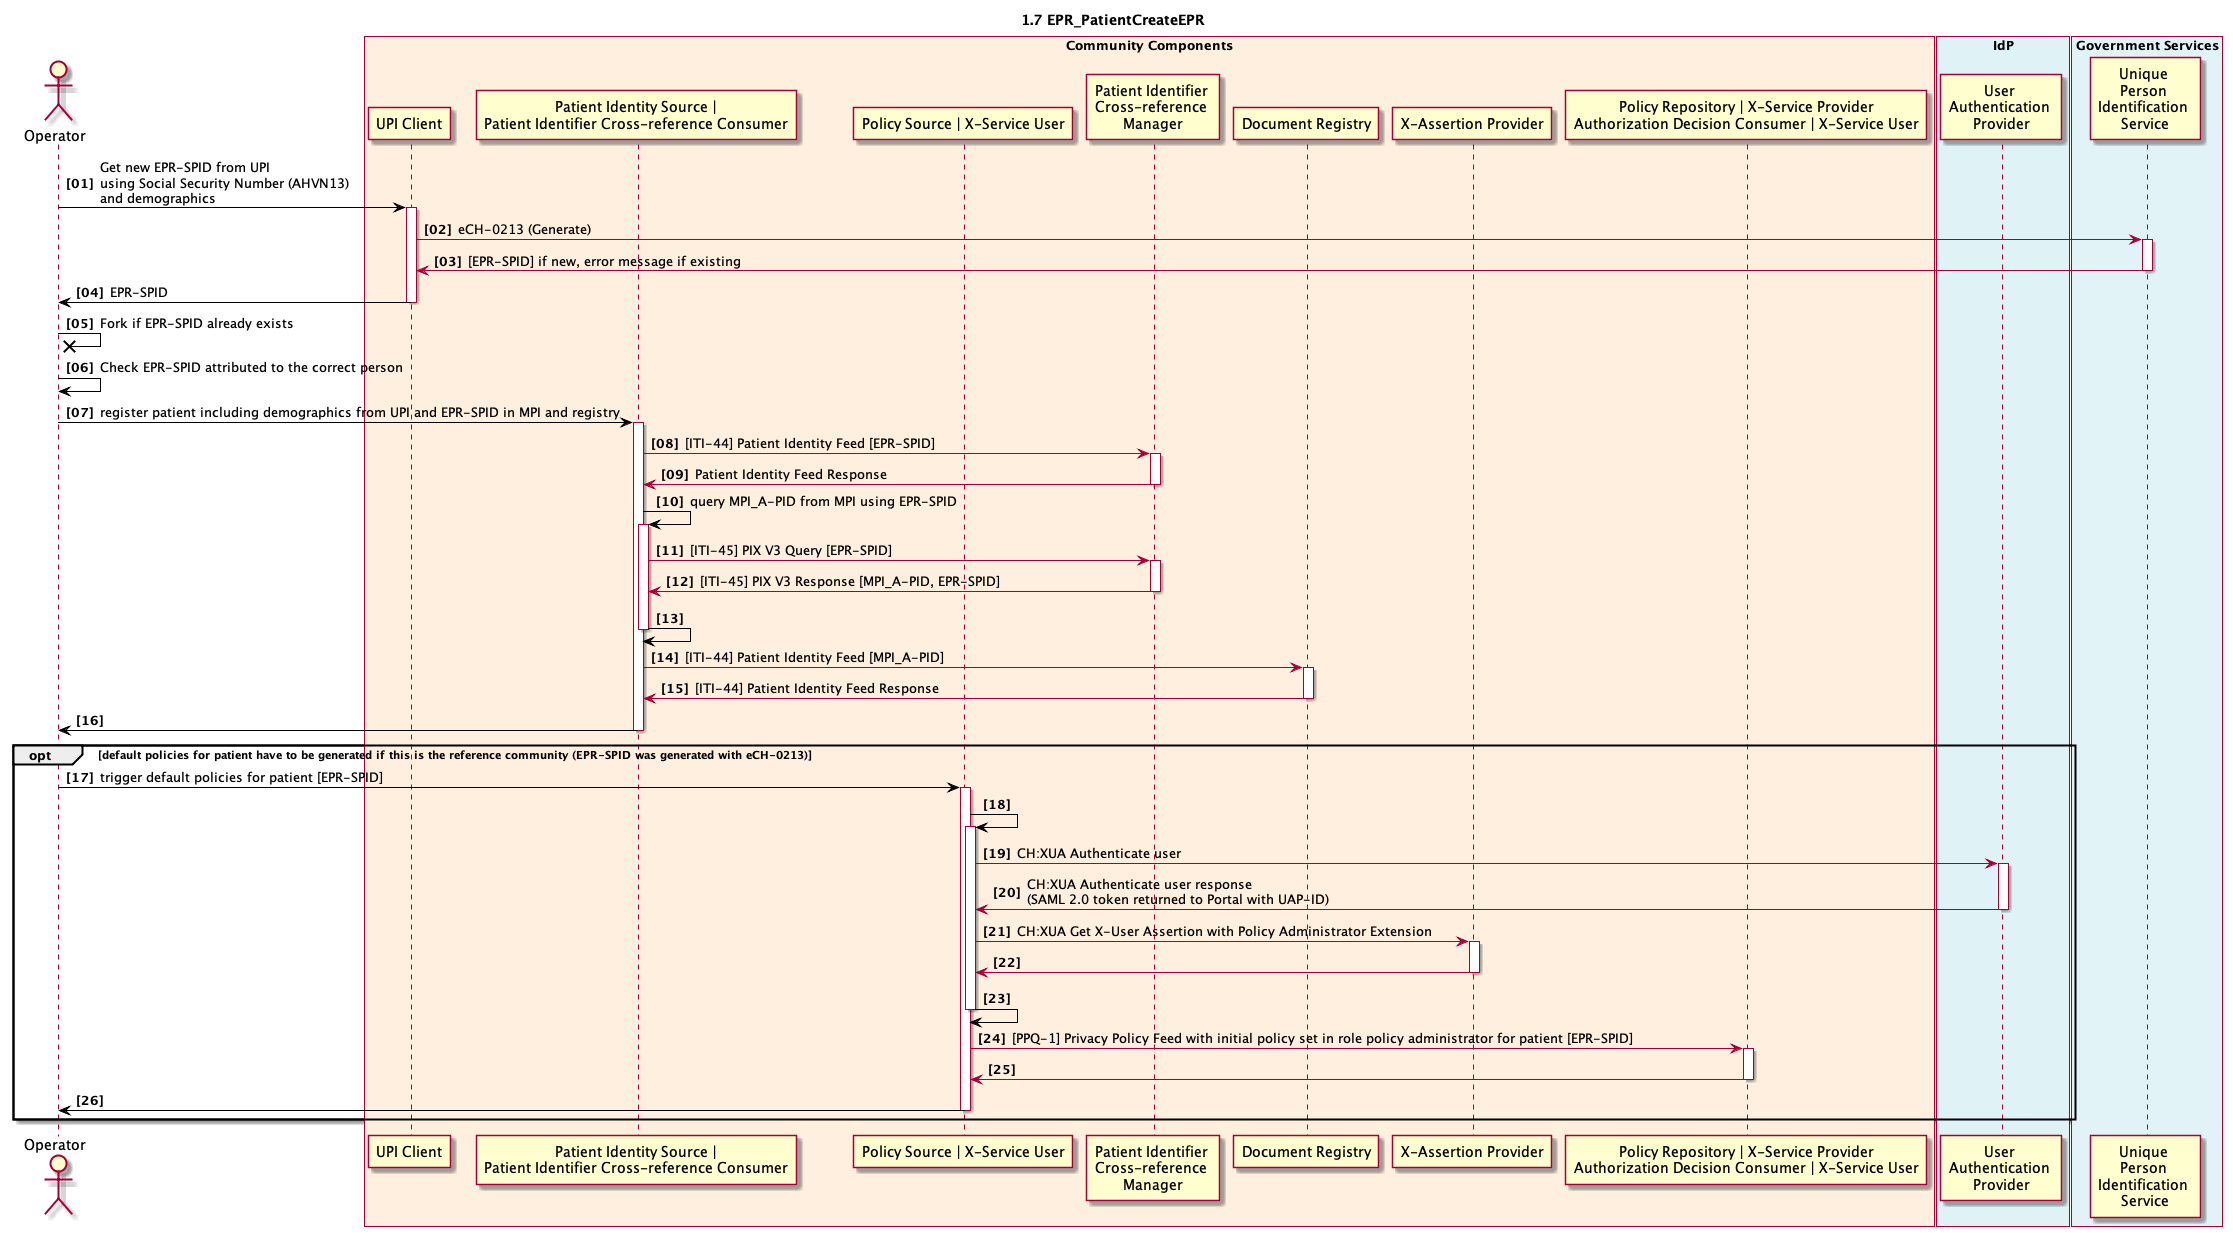 1.7 EPR_PatientCreateEPR
Community Components
IdP
Government Services
Operator
UPI Client
Patient Identity Source |
Patient Identifier Cross-reference Consumer
Policy Source | X-Service User
Patient Identifier
Cross-reference
Manager
Document Registry
X-Assertion Provider
Policy Repository | X-Service Provider
Authorization Decision Consumer | X-Service User
User
Authentication
Provider
Unique
Person
Identification
Service
Get new EPR-SPID from UPI
[01] using Social Security Number (AHVN13)
and demographics
[02] eCH-0213 (Generate)
[03] [EPR-SPID] if new, error message if existing
[04] EPR-SPID
[05] Fork if EPR-SPID already exists
[06] Check EPR-SPID attributed to the correct person
[07] register patient including demographics from UPI and EPR-SPID in MPI and registry
[08] [ITI-44] Patient Identity Feed [EPR-SPID]
[09] Patient Identity Feed Response
[10] query MPI_A-PID from MPI using EPR-SPID
[11] [ITI-45] PIX V3 Query [EPR-SPID]
[12] [ITI-45] PIX V3 Response [MPI_A-PID, EPR-SPID]
[13]
[14] [ITI-44] Patient Identity Feed [MPI_A-PID]
[15] [ITI-44] Patient Identity Feed Response
[16]
opt [default policies for patient have to be generated if this is the reference community (EPR-SPID was generated with eCH-0213)]
[17] trigger default policies for patient [EPR-SPID]
[18]
[19] CH:XUA Authenticate user
[20] CH:XUA Authenticate user response
(SAML 2.0 token returned to Portal with UAP-ID)
[21] CH:XUA Get X-User Assertion with Policy Administrator Extension
[22]
[23]
[24] [PPQ-1] Privacy Policy Feed with initial policy set in role policy administrator for patient [EPR-SPID]
[25]
[26]
Operator
UPI Client
Patient Identity Source |
Patient Identifier Cross-reference Consumer
Policy Source | X-Service User
Patient Identifier
Cross-reference
Manager
Document Registry
X-Assertion Provider
Policy Repository | X-Service Provider
Authorization Decision Consumer | X-Service User
User
Authentication
Provider
Unique
Person
Identification
Service